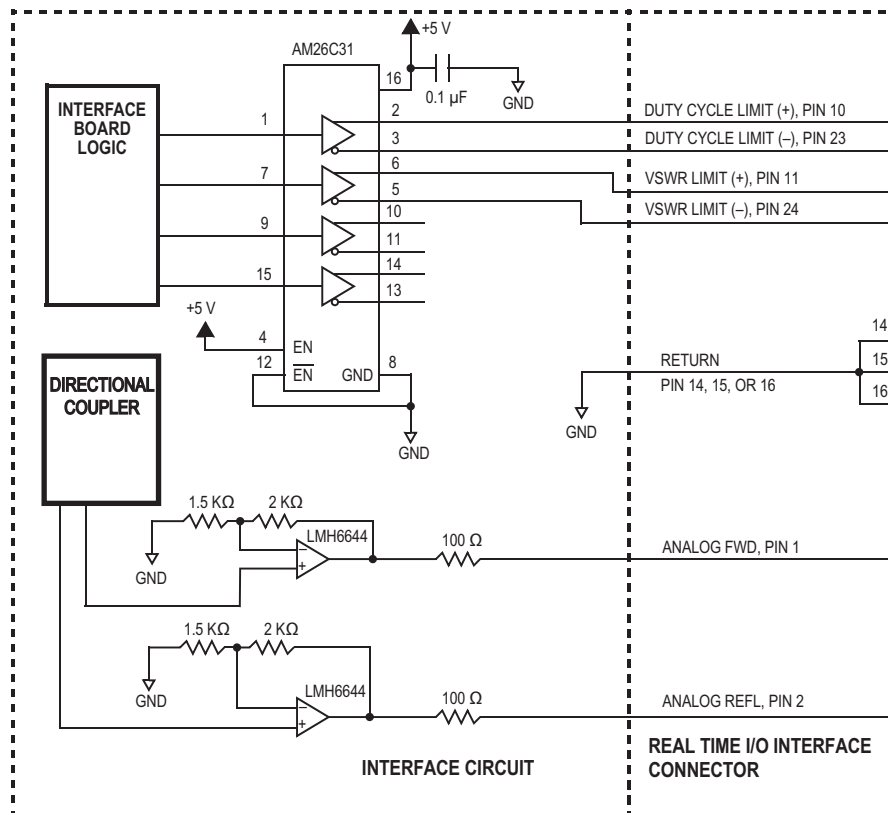 +5 V
AM26C31
16
0.1 µF
GND
INTERFACE
BOARD
LOGIC
1
2
DUTY CYCLE LIMIT (+), PIN 10
3
DUTY CYCLE LIMIT (–), PIN 23
7
6
VSWR LIMIT (+), PIN 11
5
VSWR LIMIT (–), PIN 24
9
10
11
15
14
13
+5 V
4
EN
12
EN
GND
8
GND
14
15
16
RETURN
PIN 14, 15, OR 16
GND
DIRECTIONAL
COUPLER
1.5 KΩ
2 KΩ
LMH6644
–
+
100 Ω
ANALOG FWD, PIN 1
GND
1.5 KΩ
2 KΩ
LMH6644
–
+
100 Ω
ANALOG REFL, PIN 2
GND
INTERFACE CIRCUIT
REAL TIME I/O INTERFACE
CONNECTOR